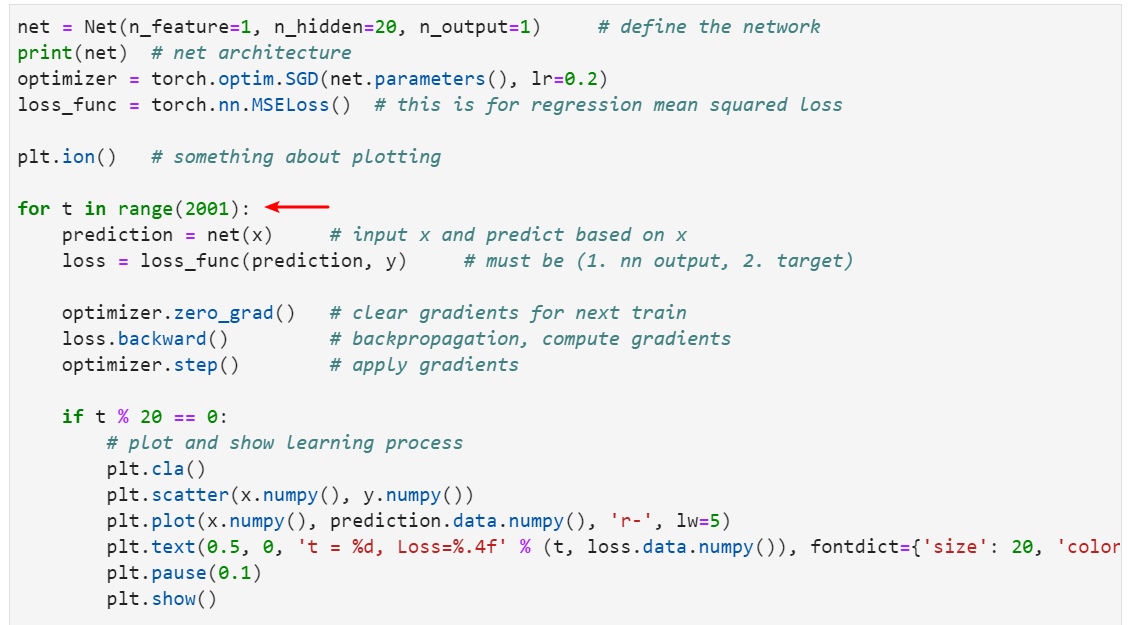 net = Net(n_feature=1, n_hidden=20, n_output=1)     # define the network
print(net)  # net architecture
optimizer = torch.optim.SGD(net.parameters(), lr=0.2)
loss_func = torch.nn.MSELoss()  # this is for regression mean squared loss

plt.ion()   # something about plotting

for t in range(2001):
    prediction = net(x)     # input x and predict based on x
    loss = loss_func(prediction, y)     # must be (1. nn output, 2. target)

    optimizer.zero_grad()   # clear gradients for next train
    loss.backward()         # backpropagation, compute gradients
    optimizer.step()        # apply gradients

    if t % 20 == 0:
        # plot and show learning process
        plt.cla()
        plt.scatter(x.numpy(), y.numpy())
        plt.plot(x.numpy(), prediction.data.numpy(), 'r-', lw=5)
        plt.text(0.5, 0, 't = %d, Loss=%.4f' % (t, loss.data.numpy()), fontdict={'size': 20, 'color
        plt.pause(0.1)
        plt.show()